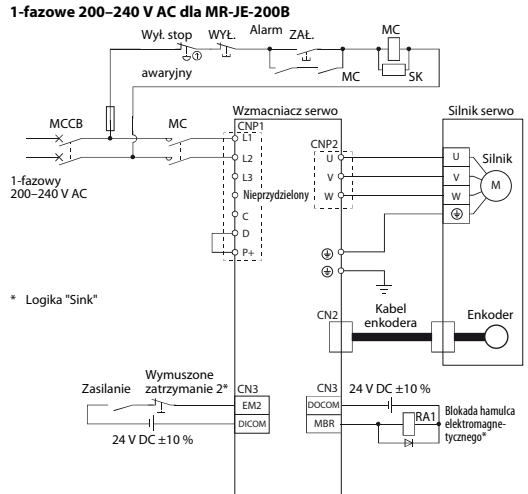 1-fazowe 200–240 V AC dla MR-JE-200B
Wył. stop
awaryjny
①
WYŁ.
Alarm
ZAŁ.
MC
MC
SK
MCCB
MC
1-fazowy
200–240 V AC
Wzmacniacz serwo
CNP1
L1
L2
L3
Nieprzydzielony
C
D
P+
CNP2
U
V
W
Silnik serwo
U
V
W
Silnik
M
* Logika "Sink"
CN2
Kabel
enkodera
Enkoder
Zasilanie
Wymuszone
zatrzymanie 2*
24 V DC ±10 %
CN3
EM2
DICOM
CN3
DOCOM
MBR
24 V DC ±10 %
RA1
Blokada hamulca
elektromagne-
tycznego*